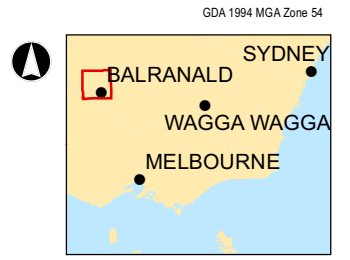 GDA 1994 MGA Zone 54
SYDNEY
BALRANALD
WAGGA WAGGA
MELBOURNE